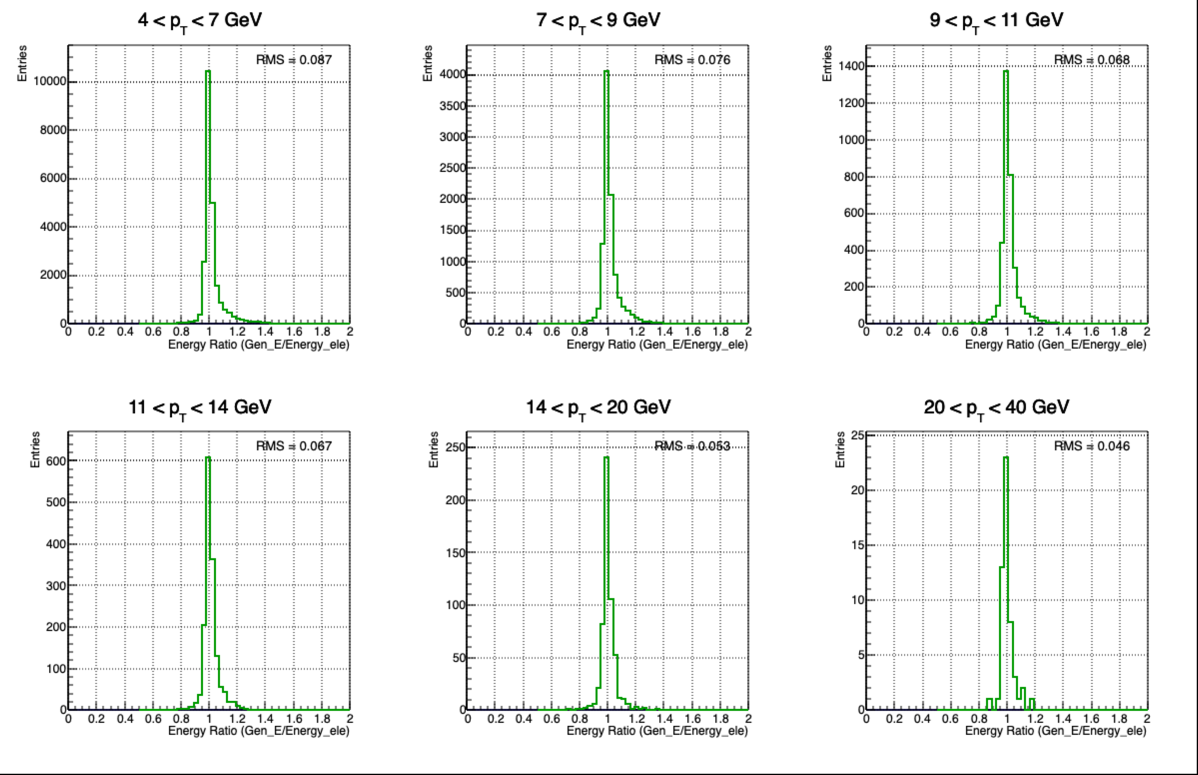 4 < pT < 7 GeV
Entries
RMS = 0.087
10000
8000
6000
4000
2000
0
0 0.2 0.4 0.6 0.8 1 1.2 1.4 1.6 1.8 2
Energy Ratio (Gen_E/Energy_ele)
7 < pT < 9 GeV
Entries
RMS = 0.076
4000
3500
3000
2500
2000
1500
1000
500
0
0 0.2 0.4 0.6 0.8 1 1.2 1.4 1.6 1.8 2
Energy Ratio (Gen_E/Energy_ele)
9 < pT < 11 GeV
Entries
RMS = 0.068
1400
1200
1000
800
600
400
200
0
0 0.2 0.4 0.6 0.8 1 1.2 1.4 1.6 1.8 2
Energy Ratio (Gen_E/Energy_ele)
11 < pT < 14 GeV
Entries
RMS = 0.067
600
500
400
300
200
100
0
0 0.2 0.4 0.6 0.8 1 1.2 1.4 1.6 1.8 2
Energy Ratio (Gen_E/Energy_ele)
14 < pT < 20 GeV
Entries
RMS = 0.053
250
200
150
100
50
0
0 0.2 0.4 0.6 0.8 1 1.2 1.4 1.6 1.8 2
Energy Ratio (Gen_E/Energy_ele)
20 < pT < 40 GeV
Entries
RMS = 0.046
25
20
15
10
5
0
0 0.2 0.4 0.6 0.8 1 1.2 1.4 1.6 1.8 2
Energy Ratio (Gen_E/Energy_ele)